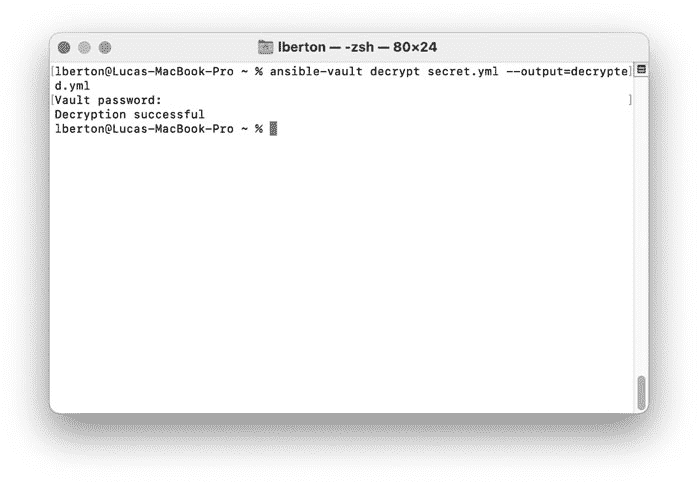 lberton — -zsh — 80×24
[lberton@Lucas-MacBook-Pro ~ % ansible-vault decrypt secret.yml --output=decrypte]
d.yml
[Vault password: ]
Decryption successful
lberton@Lucas-MacBook-Pro ~ %